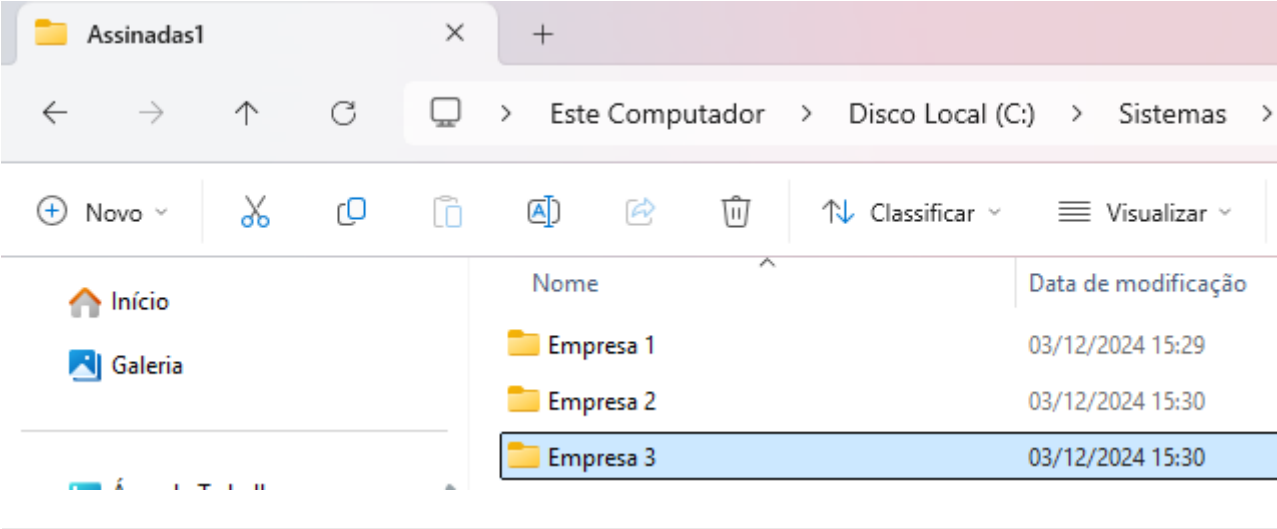 Assinadas1
Este Computador > Disco Local (C:) > Sistemas >
Novo Classificar Visualizar
Nome Data de modificação
Início
Galeria
Empresa 1 03/12/2024 15:29
Empresa 2 03/12/2024 15:30
Empresa 3 03/12/2024 15:30